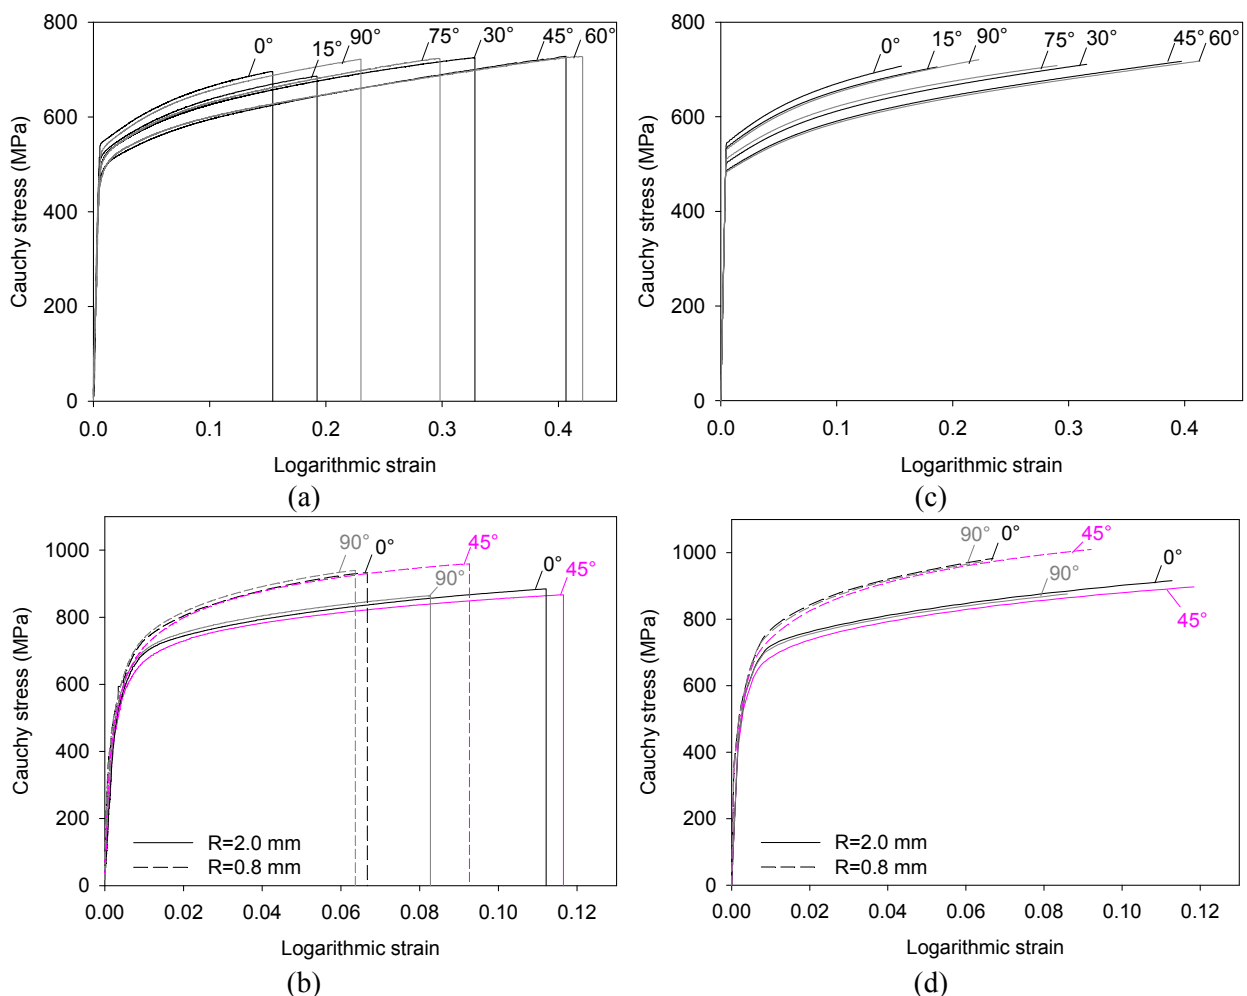 800
600
400
200
0
Cauchy stress (MPa)
0° 15° 90° 75° 30° 45° 60°
0.0 0.1 0.2 0.3 0.4
Logarithmic strain
(a)
800
600
400
200
0
Cauchy stress (MPa)
0° 15° 90° 75° 30° 45° 60°
0.0 0.1 0.2 0.3 0.4
Logarithmic strain
(c)
1000
800
600
400
200
0
Cauchy stress (MPa)
90° 0° 45°
90° 0° 45°
R=2.0 mm
R=0.8 mm
0.00 0.02 0.04 0.06 0.08 0.10 0.12
Logarithmic strain
(b)
1000
800
600
400
200
0
Cauchy stress (MPa)
90° 0° 45°
90° 0° 45°
R=2.0 mm
R=0.8 mm
0.00 0.02 0.04 0.06 0.08 0.10 0.12
Logarithmic strain
(d)